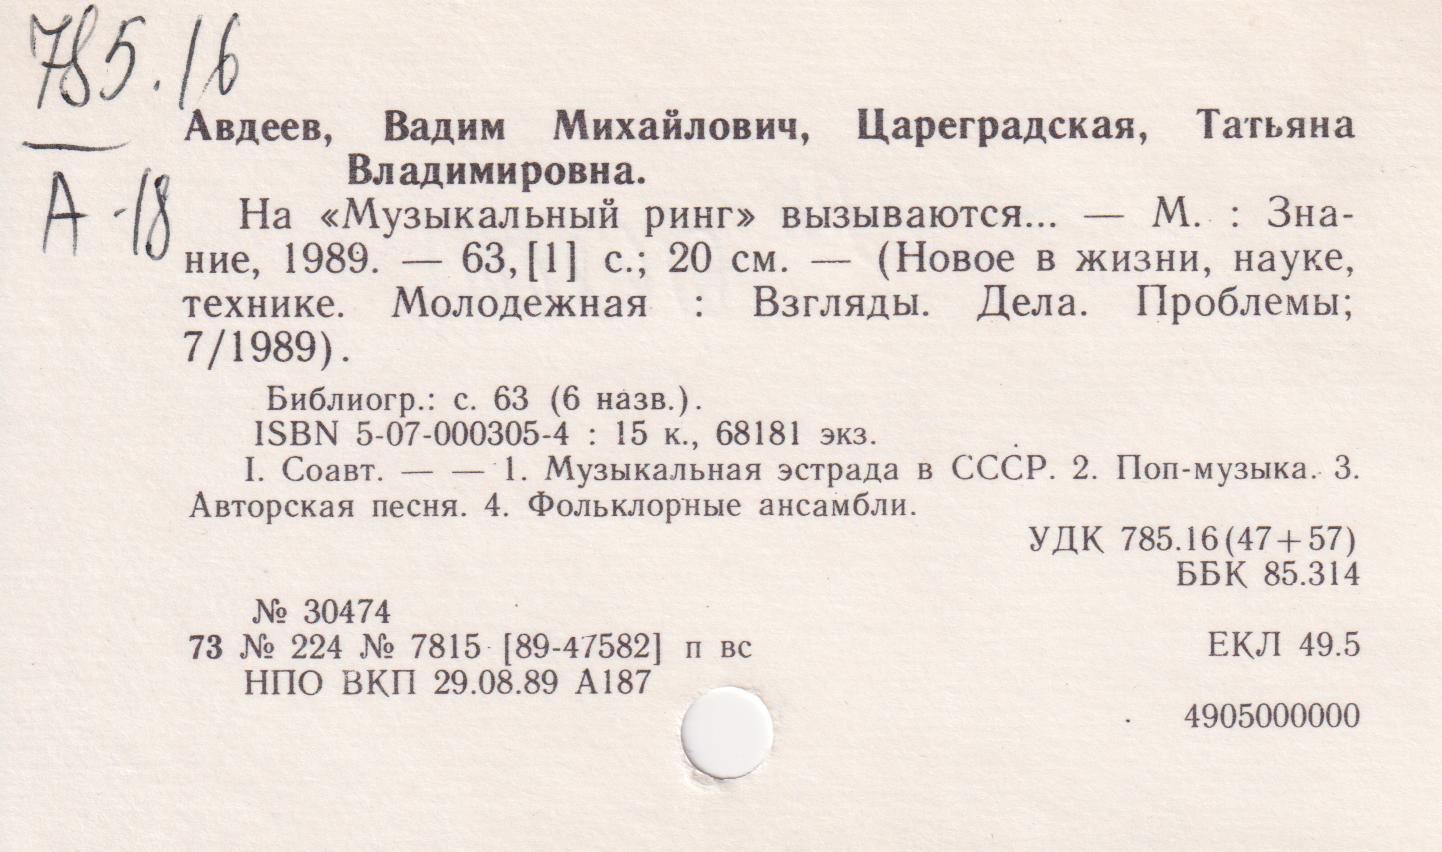 785.16
А-18
Авдеев, Вадим Михайлович, Цареградская, Татьяна
Владимировна.
На «Музыкальный ринг» вызываются... — М. : Зна-
ние, 1989. — 63, [1] с.; 20 см. — (Новое в жизни, науке,
технике. Молодежная : Взгляды. Дела. Проблемы;
7/1989).
Библиогр.: с. 63 (6 назв.).
ISBN 5-07-000305-4 : 15 к., 68181 экз.
I. Соавт. — — 1. Музыкальная эстрада в СССР. 2. Поп-музыка. 3.
Авторская песня. 4. Фольклорные ансамбли.
УДК 785.16(47+57)
ББК 85.314
№ 30474
73 № 224 № 7815 [89-47582] п вс
ЕКЛ 49.5
НПО ВКП 29.08.89 А187
4905000000